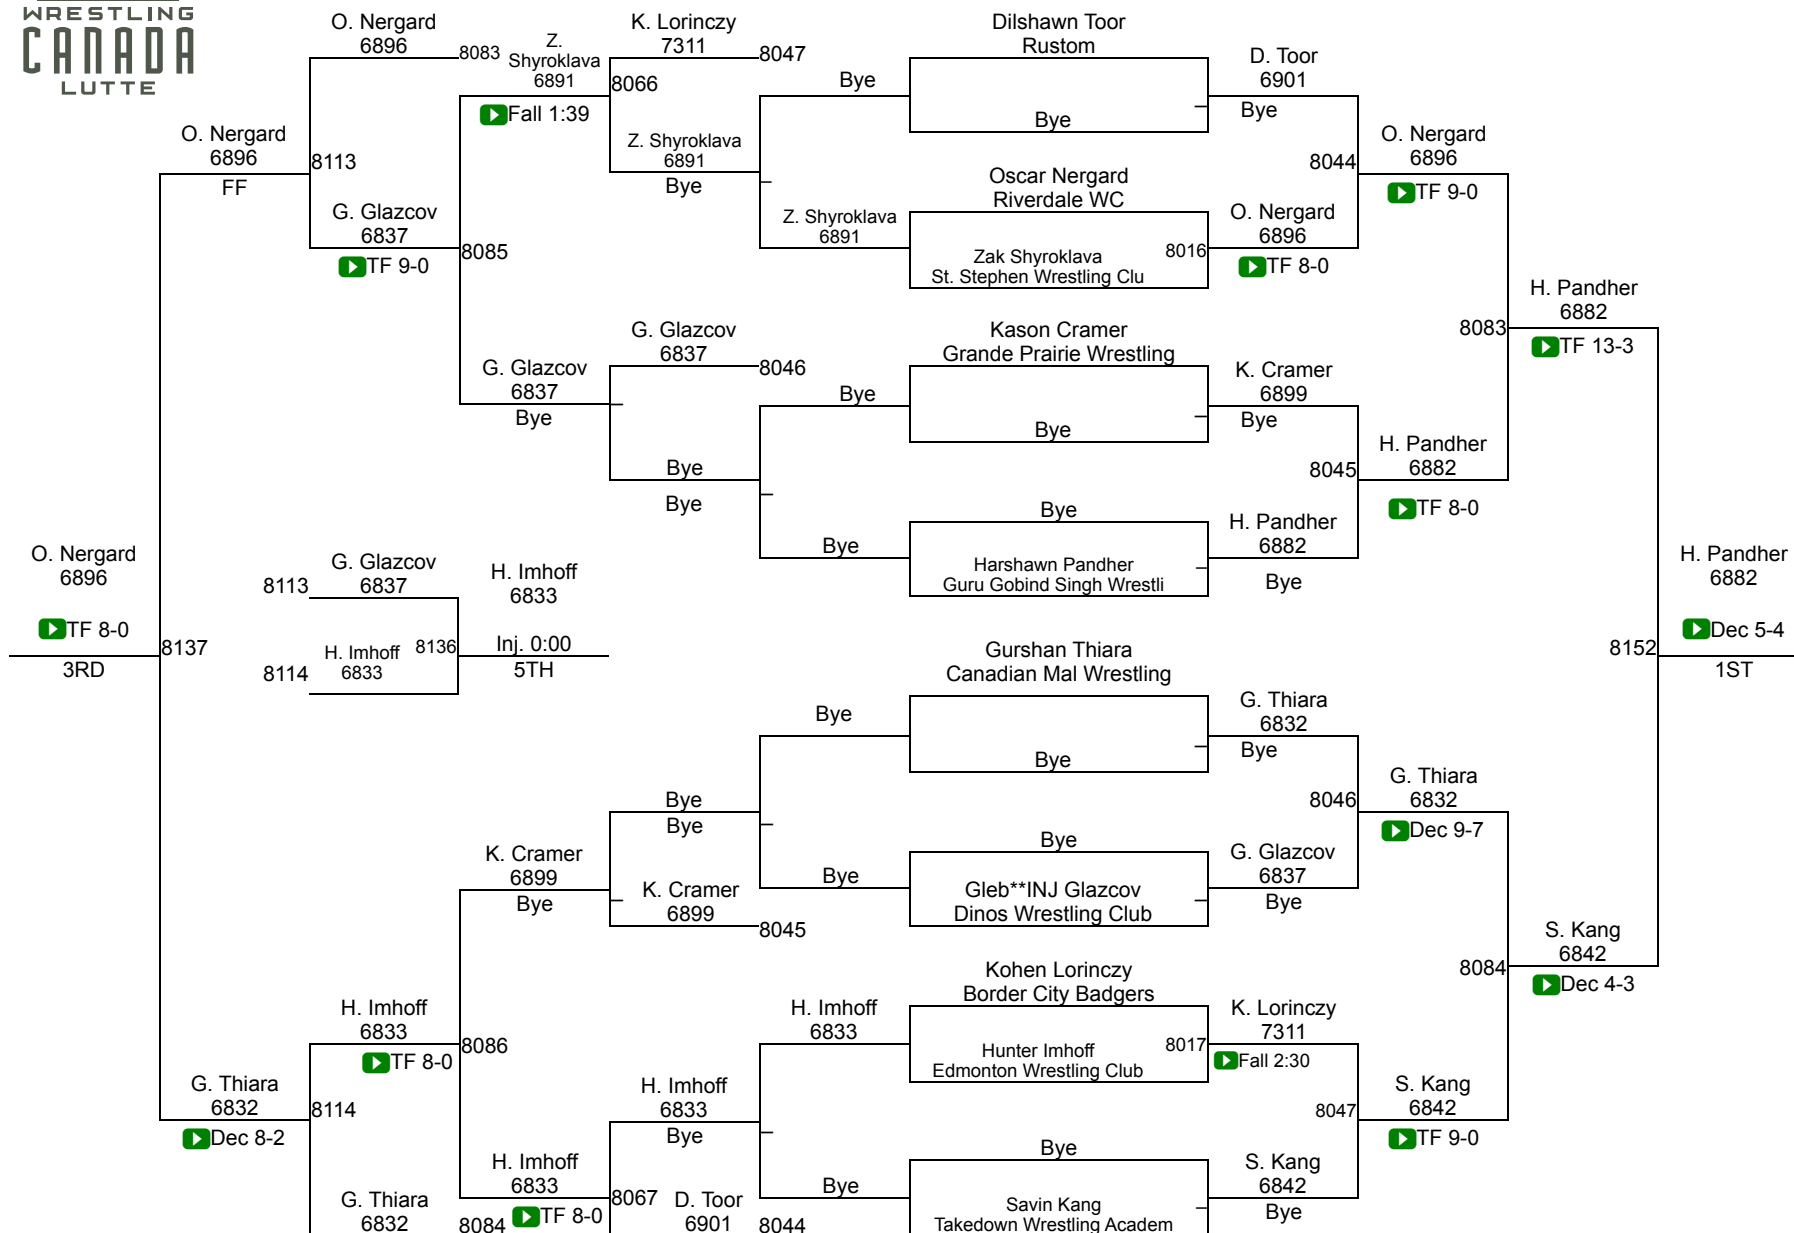 WRESTLING
CANADA
LUTTE
O. Nergard
6896
8083
Z.
Shyroklava
6891
Fall 1:39
K. Lorinczy
7311
8047
8066
Z. Shyroklava
6891
Bye
O. Nergard
6896
FF
8113
G. Glazcov
6837
TF 9-0
8085
Bye
Z. Shyroklava
6891
Dilshawn Toor
Rustom
Bye
Oscar Nergard
Riverdale WC
Zak Shyroklava
St. Stephen Wrestling Clu
8016
D. Toor
6901
Bye
8044
O. Nergard
6896
TF 8-0
O. Nergard
6896
TF 9-0
8083
H. Pandher
6882
TF 13-3
G. Glazcov
6837
Bye
G. Glazcov
6837
8046
Bye
Bye
Bye
Bye
Kason Cramer
Grande Prairie Wrestling
Bye
Bye
Harshawn Pandher
Guru Gobind Singh Wrestli
K. Cramer
6899
Bye
8045
H. Pandher
6882
Bye
H. Pandher
6882
TF 8-0
O. Nergard
6896
TF 8-0
3RD
8137
8113
G. Glazcov
6837
8114
H. Imhoff
6833
8136
H. Imhoff
6833
Inj. 0:00
5TH
H. Pandher
6882
Dec 5-4
1ST
8152
Gurshan Thiara
Canadian Mal Wrestling
Bye
Bye
Gleb**INJ Glazcov
Dinos Wrestling Club
G. Thiara
6832
Bye
8046
G. Glazcov
6837
Bye
G. Thiara
6832
Dec 9-7
8084
S. Kang
6842
Dec 4-3
Bye
Bye
Bye
Bye
K. Cramer
6899
Bye
K. Cramer
6899
8045
H. Imhoff
6833
TF 8-0
8086
G. Thiara
6832
Dec 8-2
8114
H. Imhoff
6833
Kohen Lorinczy
Border City Badgers
Hunter Imhoff
Edmonton Wrestling Club
8017
K. Lorinczy
7311
Fall 2:30
8047
S. Kang
6842
TF 9-0
H. Imhoff
6833
Bye
Bye
Bye
Savin Kang
Takedown Wrestling Academ
S. Kang
6842
Bye
G. Thiara
6832
8084
H. Imhoff
6833
TF 8-0
8067
D. Toor
6901
8044